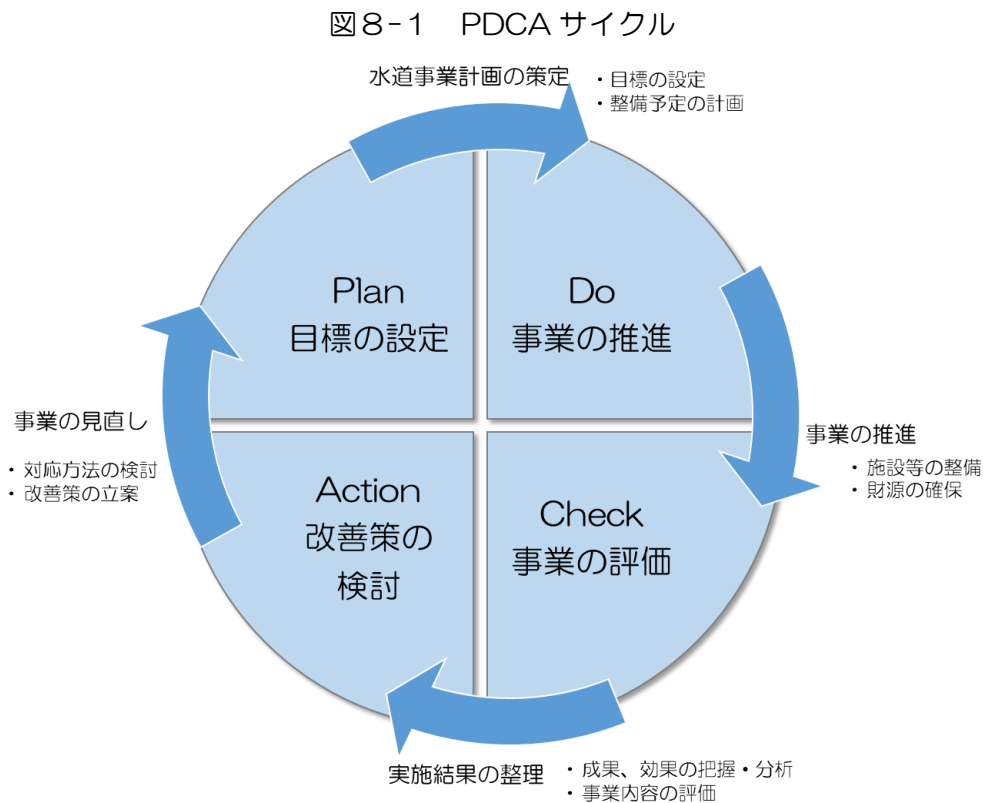 図8-1　PDCA サイクル
水道事業計画の策定
・目標の設定
・整備予定の計画
Plan
目標の設定
Do
事業の推進
事業の推進
・施設等の整備
・財源の確保
Check
事業の評価
実施結果の整理
・成果、効果の把握・分析
・事業内容の評価
Action
改善策の
検討
事業の見直し
・対応方法の検討
・改善策の立案